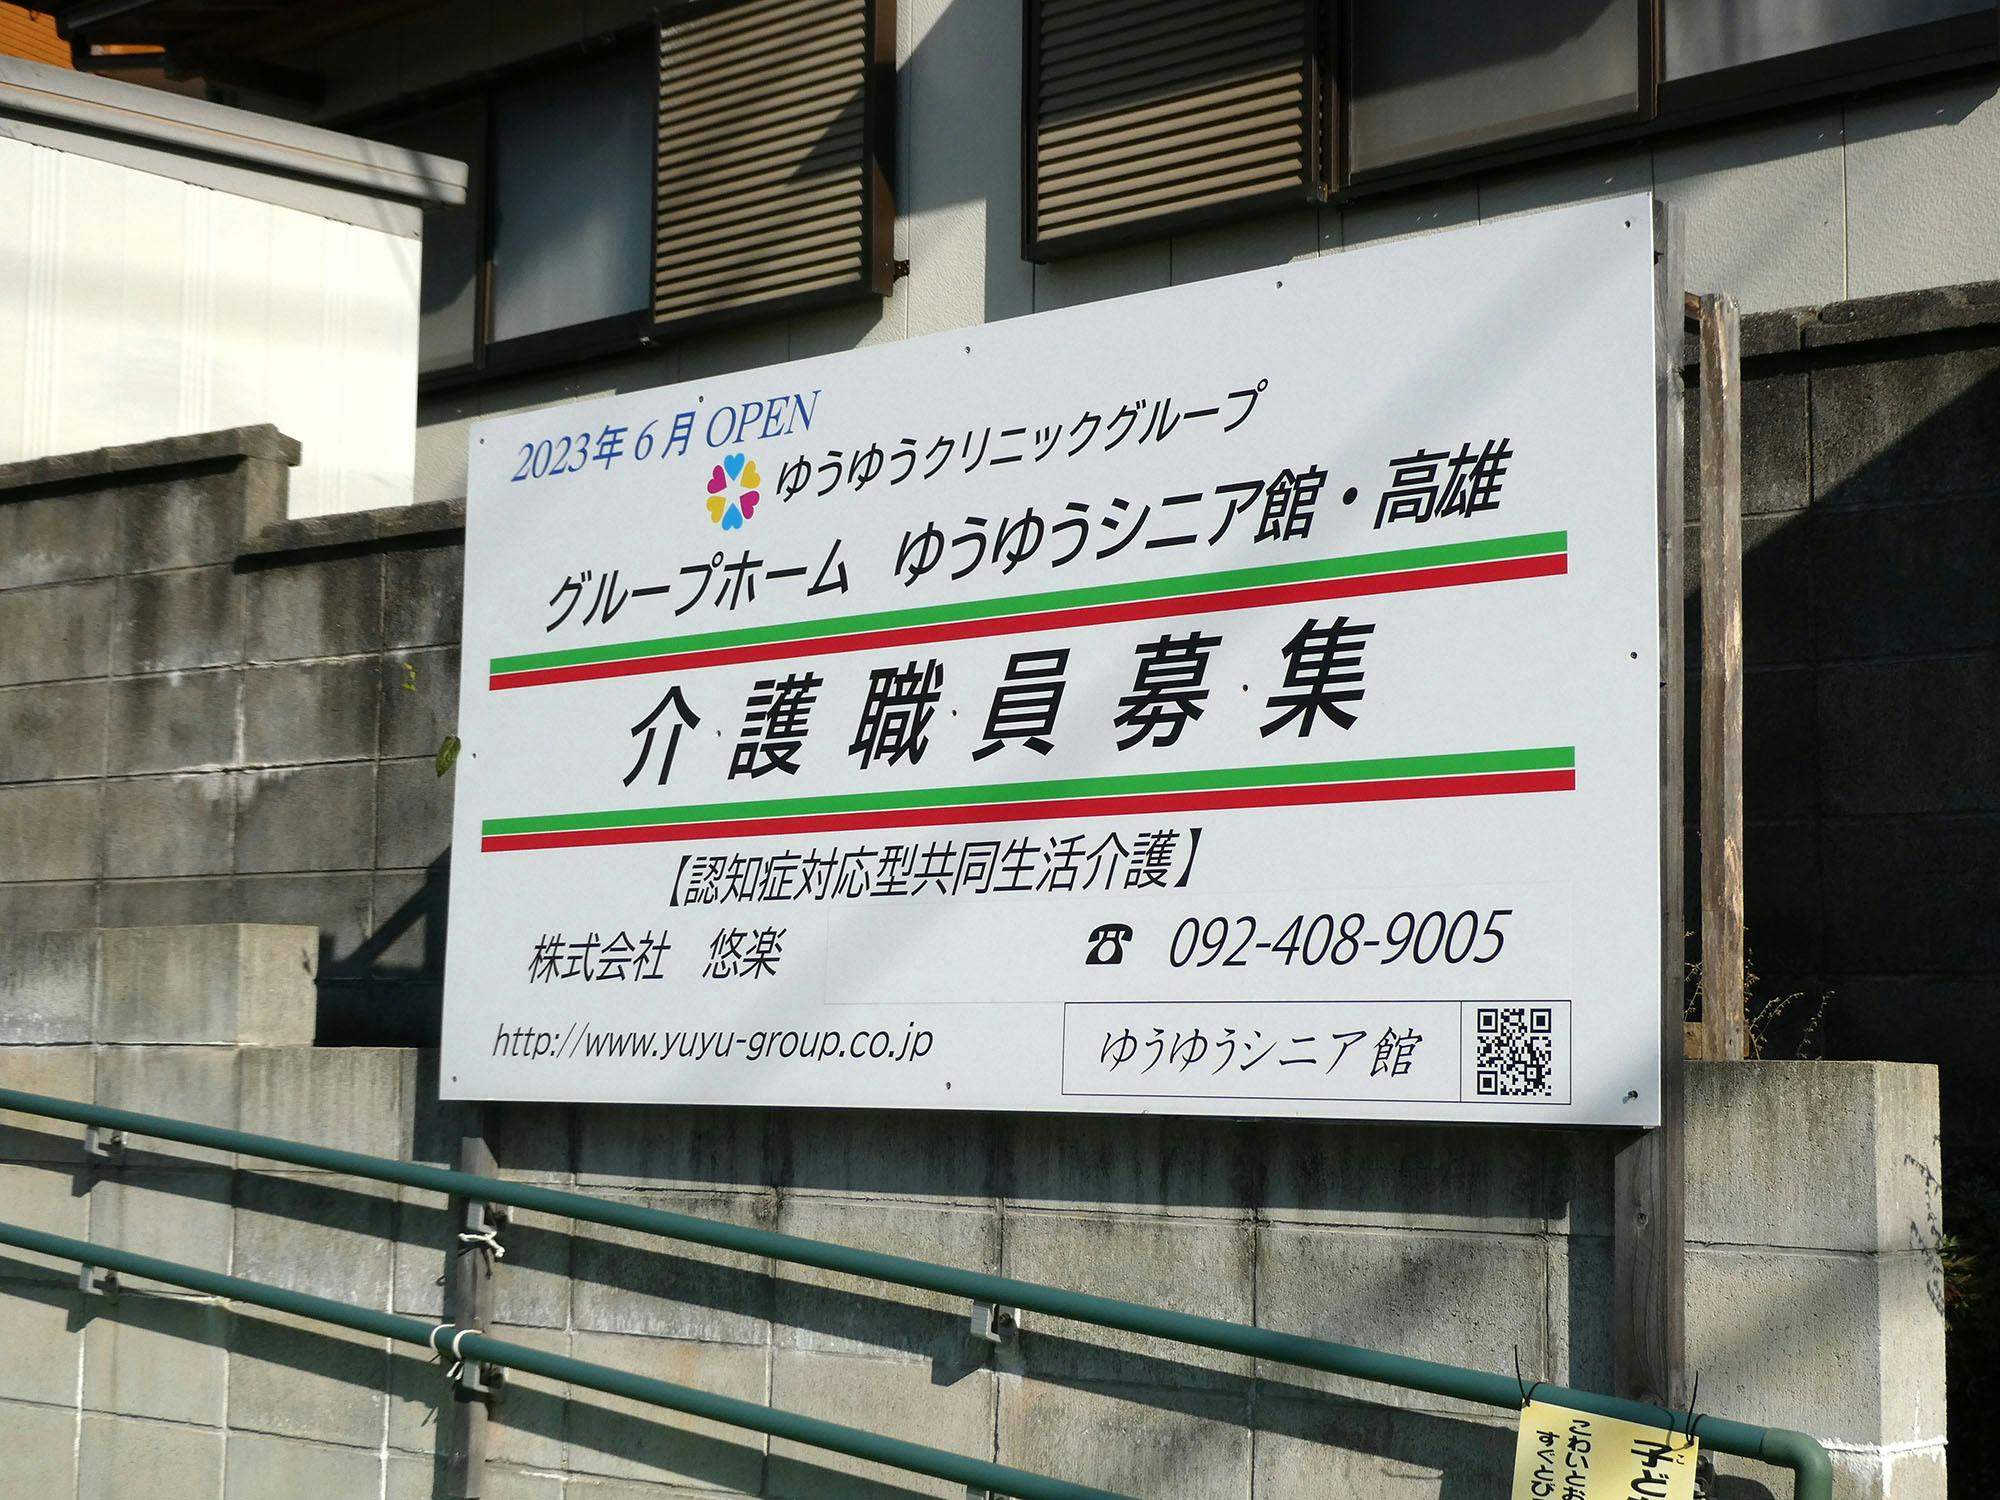 2023年6月 OPEN
ゆうゆうクリニックグループ
グループホーム ゆうゆうシニア館・高雄
介護職員募集
【認知症対応型共同生活介護】
株式会社 悠楽
☎ 092-408-9005
http://www.yuyu-group.co.jp
ゆうゆうシニア館